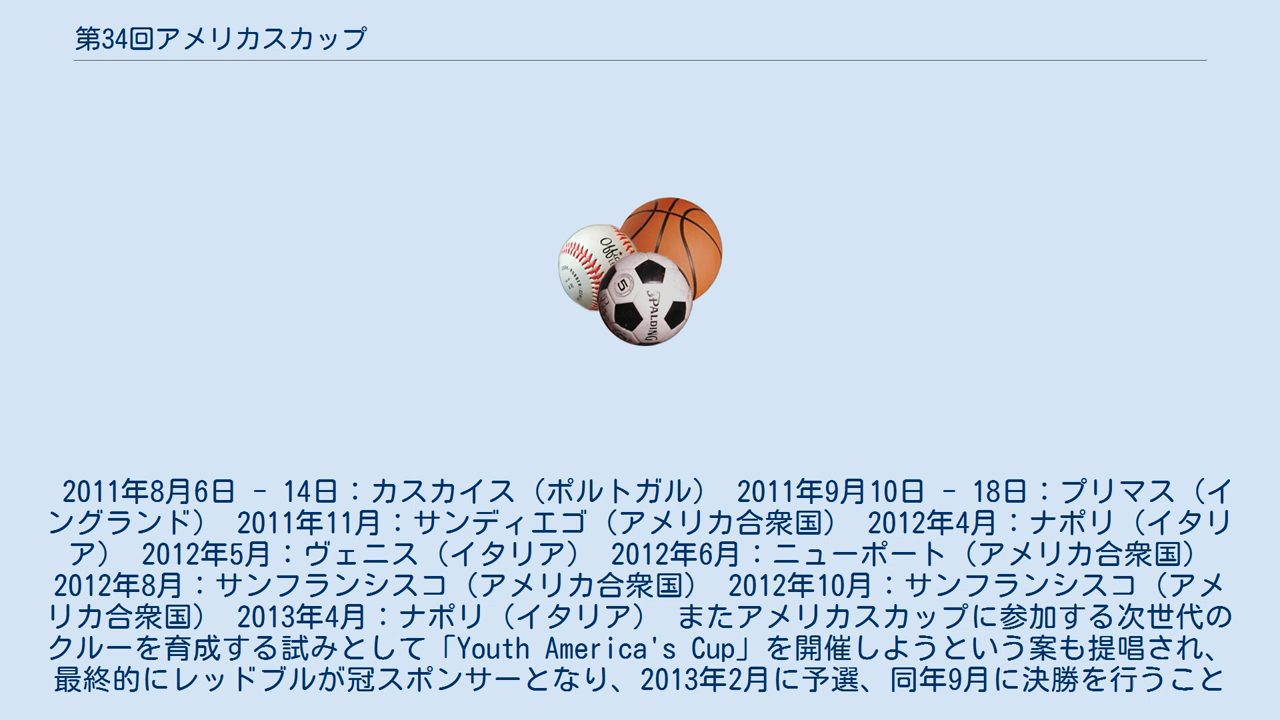 第34回アメリカスカップ
Offic
5
SPALDING
2011年8月6日 - 14日：カスカイス（ポルトガル） 2011年9月10日 - 18日：プリマス（イ
ングランド） 2011年11月：サンディエゴ（アメリカ合衆国） 2012年4月：ナポリ（イタリ
ア） 2012年5月：ヴェニス（イタリア） 2012年6月：ニューポート（アメリカ合衆国）
2012年8月：サンフランシスコ（アメリカ合衆国） 2012年10月：サンフランシスコ（アメ
リカ合衆国） 2013年4月：ナポリ（イタリア） またアメリカスカップに参加する次世代の
クルーを育成する試みとして「Youth America's Cup」を開催しようという案も提唱され、
最終的にレッドブルが冠スポンサーとなり、2013年2月に予選、同年9月に決勝を行うこと